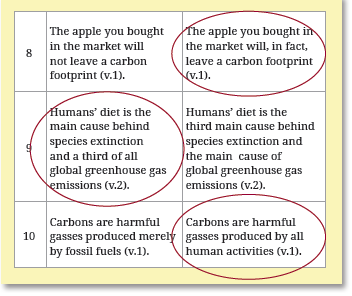 8
The apple you bought
in the market will
not leave a carbon
footprint (v.1).
The apple you bought in
the market will, in fact,
leave a carbon footprint
(v.1).
9
Humans' diet is the
main cause behind
species extinction
and a third of all
global greenhouse gas
emissions (v.2).
Humans' diet is the
third main cause behind
species extinction and
the main cause of
global greenhouse gas
emissions (v.2).
10
Carbons are harmful
gasses produced merely
by fossil fuels (v.1).
Carbons are harmful
gasses produced by all
human activities (v.1).